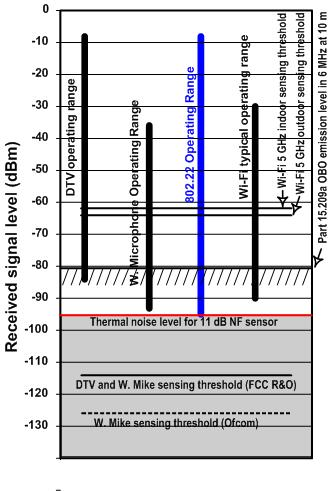 Received signal level (dBm)
0
-10
-20
-30
-40
-50
-60
-70
-80
-90
-100
-110
-120
-130
DTV operating range
W. Microphone Operating Range
802.22 Operating Range
Wi-Fi typical operating range
Wi-Fi 5 GHz indoor sensing threshold
Wi-Fi 5 GHz outdoor sensing threshold
Part 15.209a OBO emission level in 6 MHz at 10 m
Thermal noise level for 11 dB NF sensor
DTV and W. Mike sensing threshold (FCC R&O)
W. Mike sensing threshold (Ofcom)